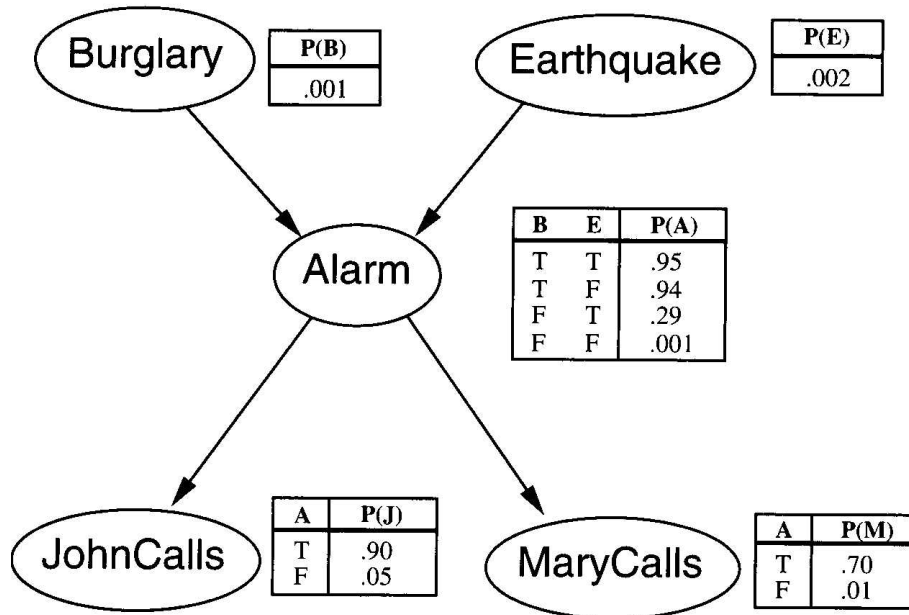 Burglary
P(B)
.001
Earthquake
P(E)
.002
Alarm
B E P(A)
T T .95
T F .94
F T .29
F F .001
JohnCalls
A P(J)
T .90
F .05
MaryCalls
A P(M)
T .70
F .01